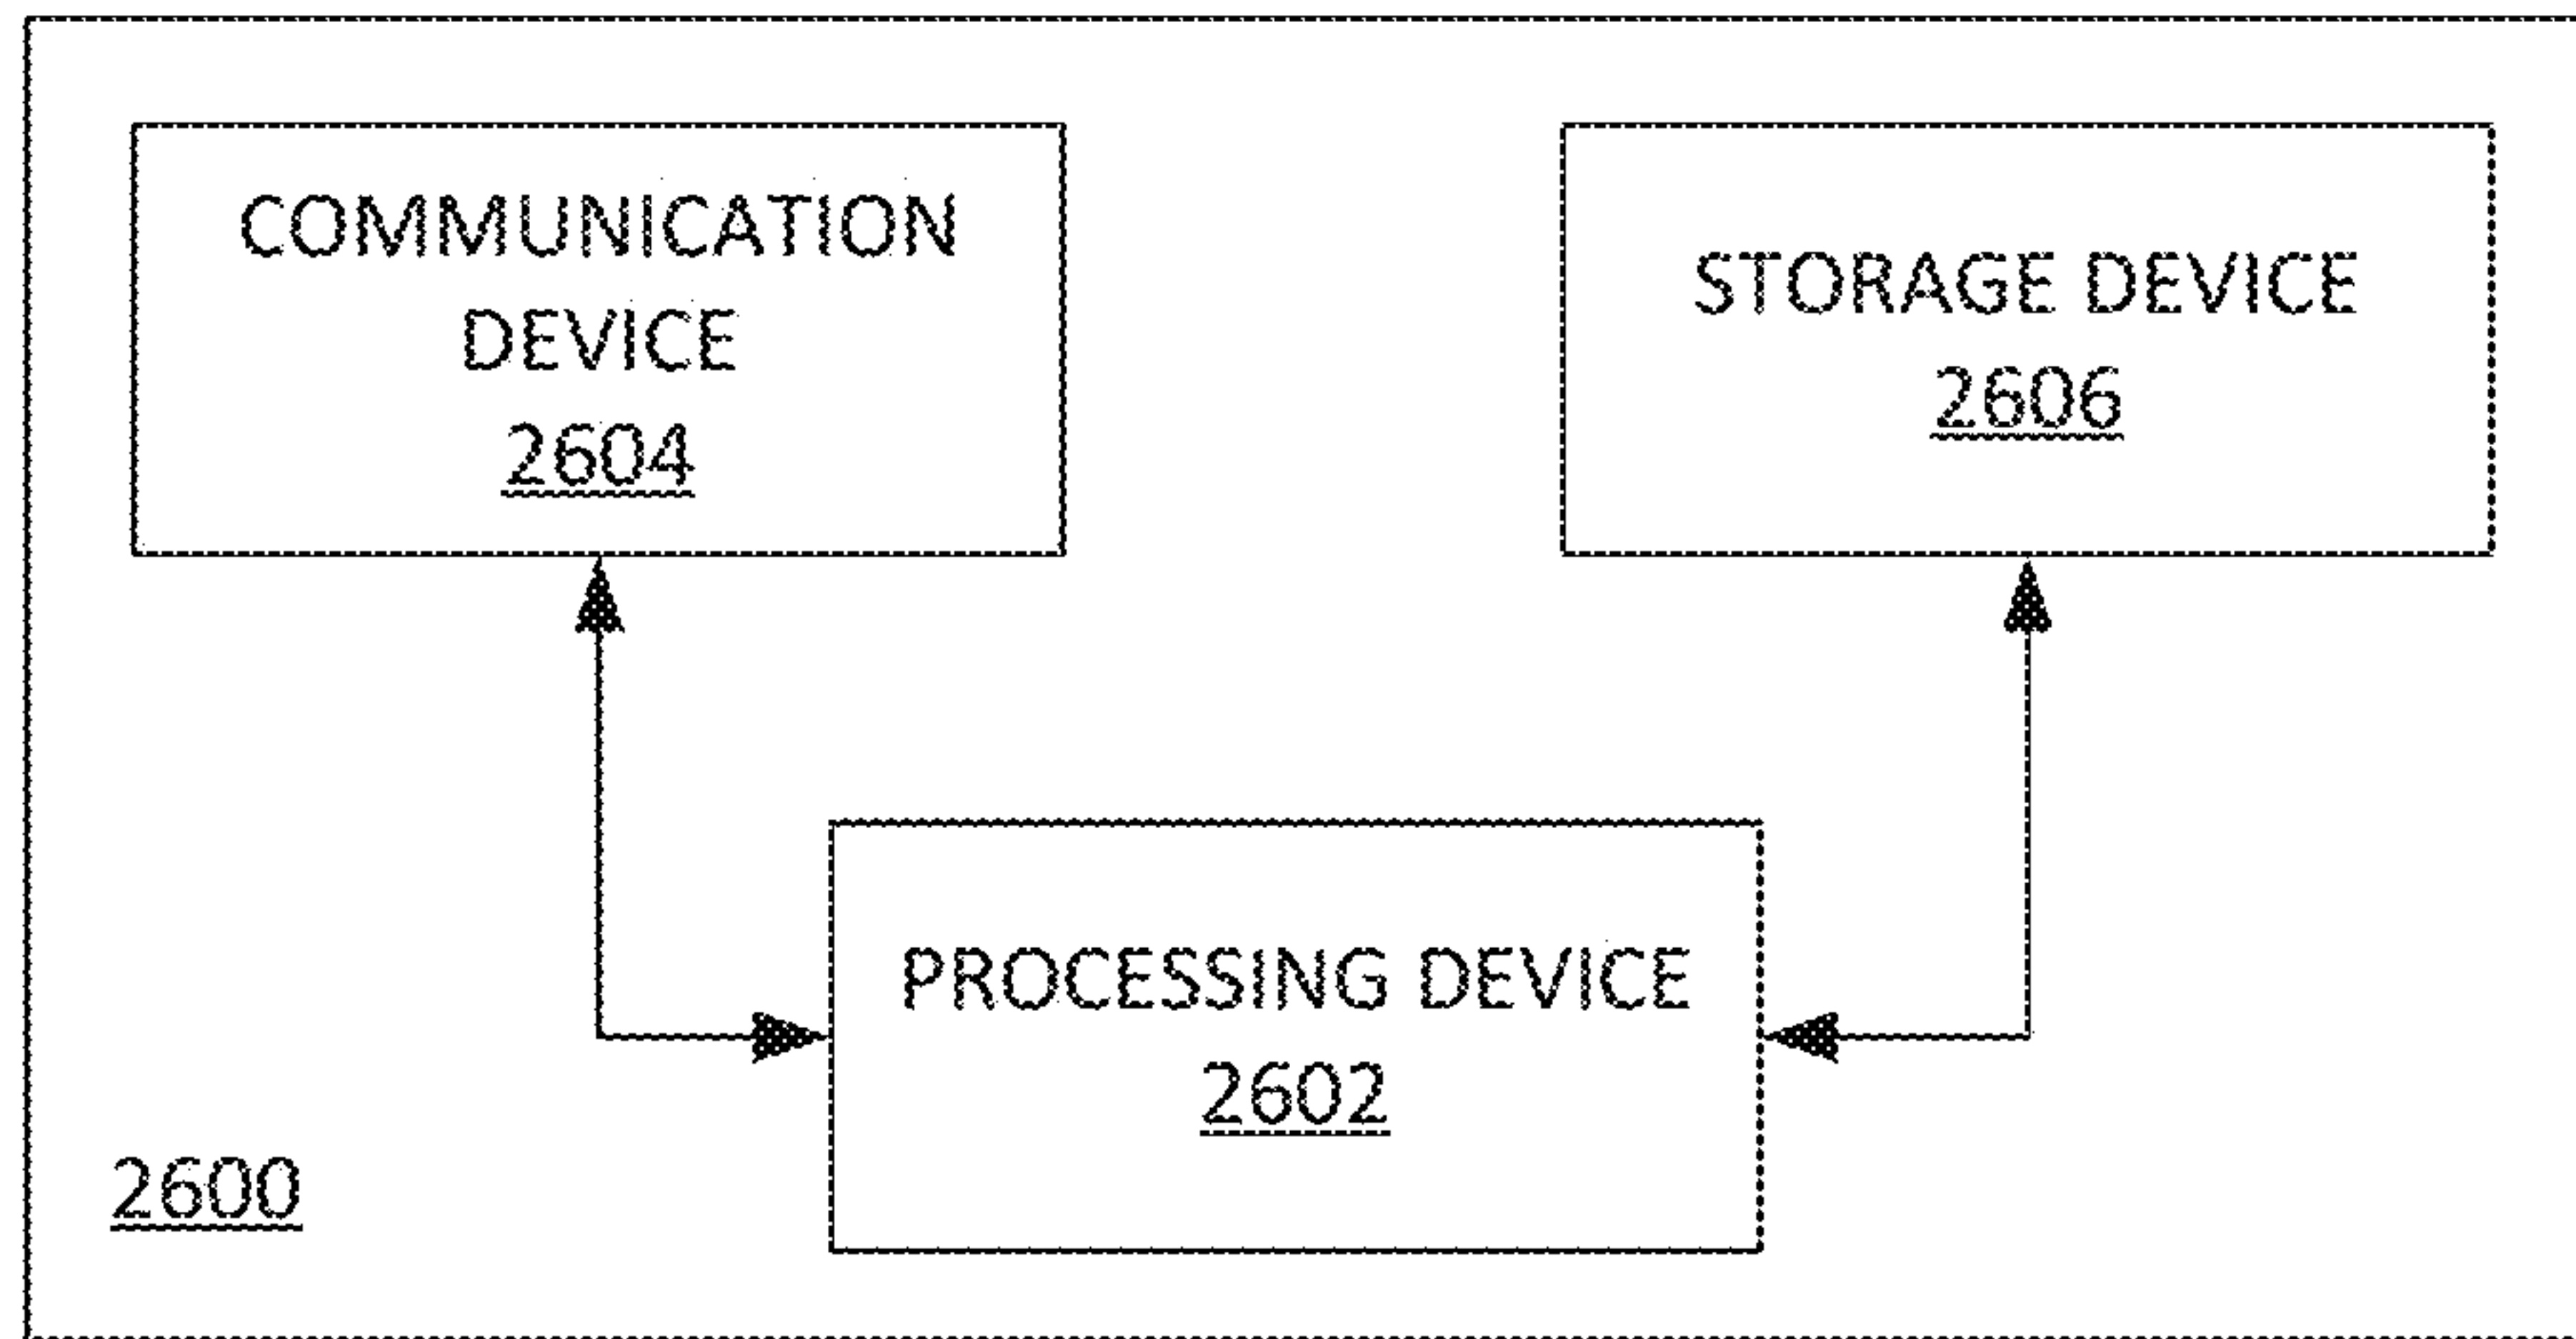 COMMUNICATION
DEVICE
2604
STORAGE DEVICE
2606
PROCESSING DEVICE
2602
2600